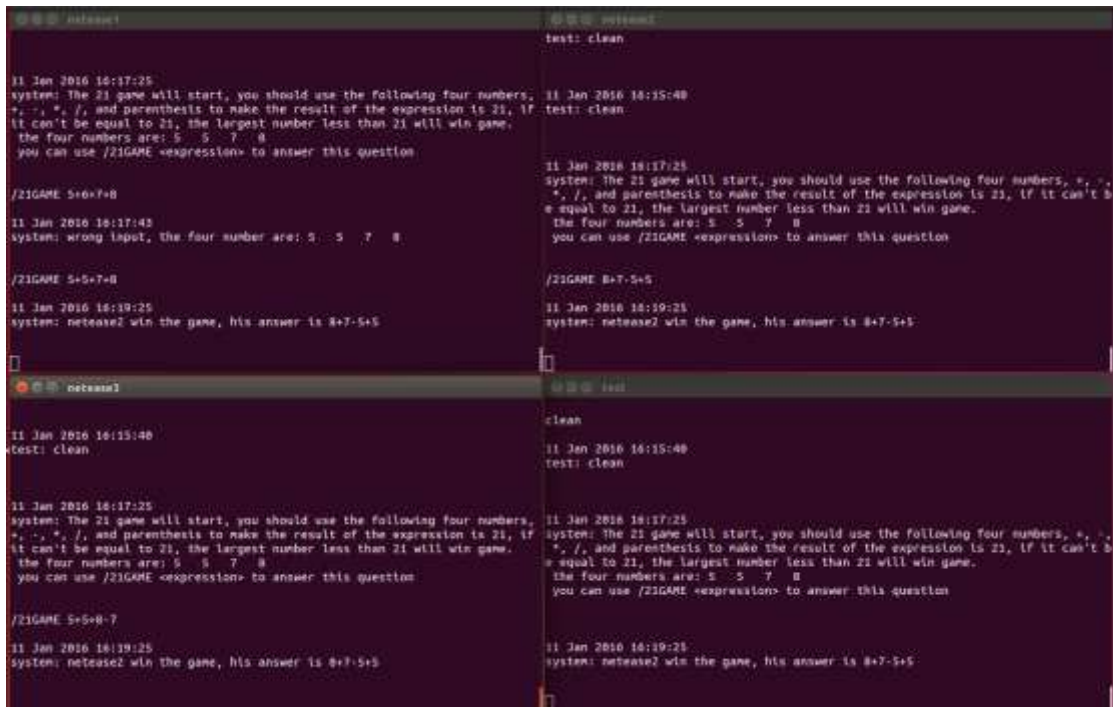 netease1
11 Jan 2016 16:17:25
system: The 21 game will start, you should use the following four numbers,
+, -, *, /, and parenthesis to make the result of the expression is 21, if
it can't be equal to 21, the largest number less than 21 will win game.
the four numbers are: 5 5 7 8
you can use /21GAME <expression> to answer this question
/21GAME 5+6+7+8
11 Jan 2016 16:17:43
system: wrong input, the four number are: 5 5 7 8
/21GAME 5+5+7+8
11 Jan 2016 16:19:25
system: netease2 win the game, his answer is 8+7-5+5
netease2
test: clean
11 Jan 2016 16:15:40
test: clean
11 Jan 2016 16:17:25
system: The 21 game will start, you should use the following four numbers, +, -,
*, /, and parenthesis to make the result of the expression is 21, if it can't b
e equal to 21, the largest number less than 21 will win game.
the four numbers are: 5 5 7 8
you can use /21GAME <expression> to answer this question
/21GAME 8+7-5+5
11 Jan 2016 16:19:25
system: netease2 win the game, his answer is 8+7-5+5
netease3
11 Jan 2016 16:15:40
test: clean
11 Jan 2016 16:17:25
system: The 21 game will start, you should use the following four numbers,
+, -, *, /, and parenthesis to make the result of the expression is 21, if
it can't be equal to 21, the largest number less than 21 will win game.
the four numbers are: 5 5 7 8
you can use /21GAME <expression> to answer this question
/21GAME 5+5+8-7
11 Jan 2016 16:19:25
system: netease2 win the game, his answer is 8+7-5+5
test
clean
11 Jan 2016 16:15:40
test: clean
11 Jan 2016 16:17:25
system: The 21 game will start, you should use the following four numbers, +, -,
*, /, and parenthesis to make the result of the expression is 21, if it can't b
e equal to 21, the largest number less than 21 will win game.
the four numbers are: 5 5 7 8
you can use /21GAME <expression> to answer this question
11 Jan 2016 16:19:25
system: netease2 win the game, his answer is 8+7-5+5